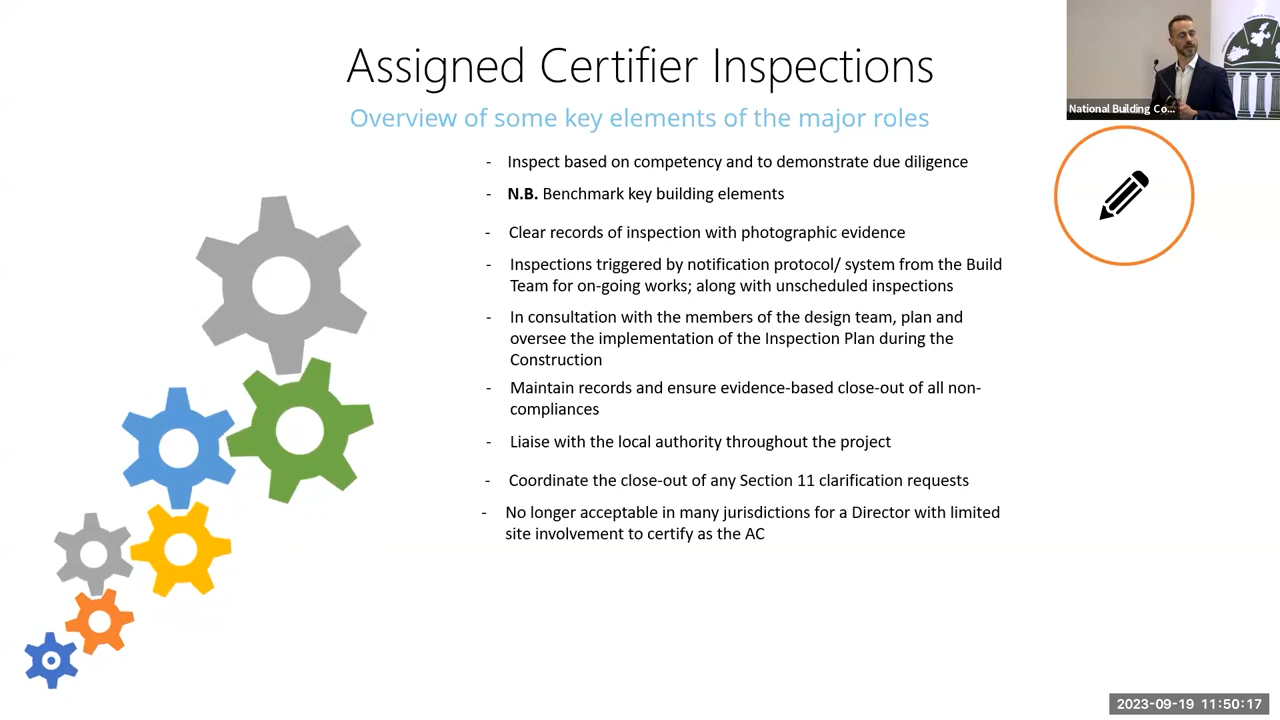 Assigned Certifier Inspections
Overview of some key elements of the major roles
- Inspect based on competency and to demonstrate due diligence
- N.B. Benchmark key building elements
- Clear records of inspection with photographic evidence
- Inspections triggered by notification protocol/ system from the Build
Team for on-going works; along with unscheduled inspections
- In consultation with the members of the design team, plan and
oversee the implementation of the Inspection Plan during the
Construction
- Maintain records and ensure evidence-based close-out of all non-
compliances
- Liaise with the local authority throughout the project
- Coordinate the close-out of any Section 11 clarification requests
- No longer acceptable in many jurisdictions for a Director with limited
site involvement to certify as the AC
National Building Co...
2023-09-19 11:50:17